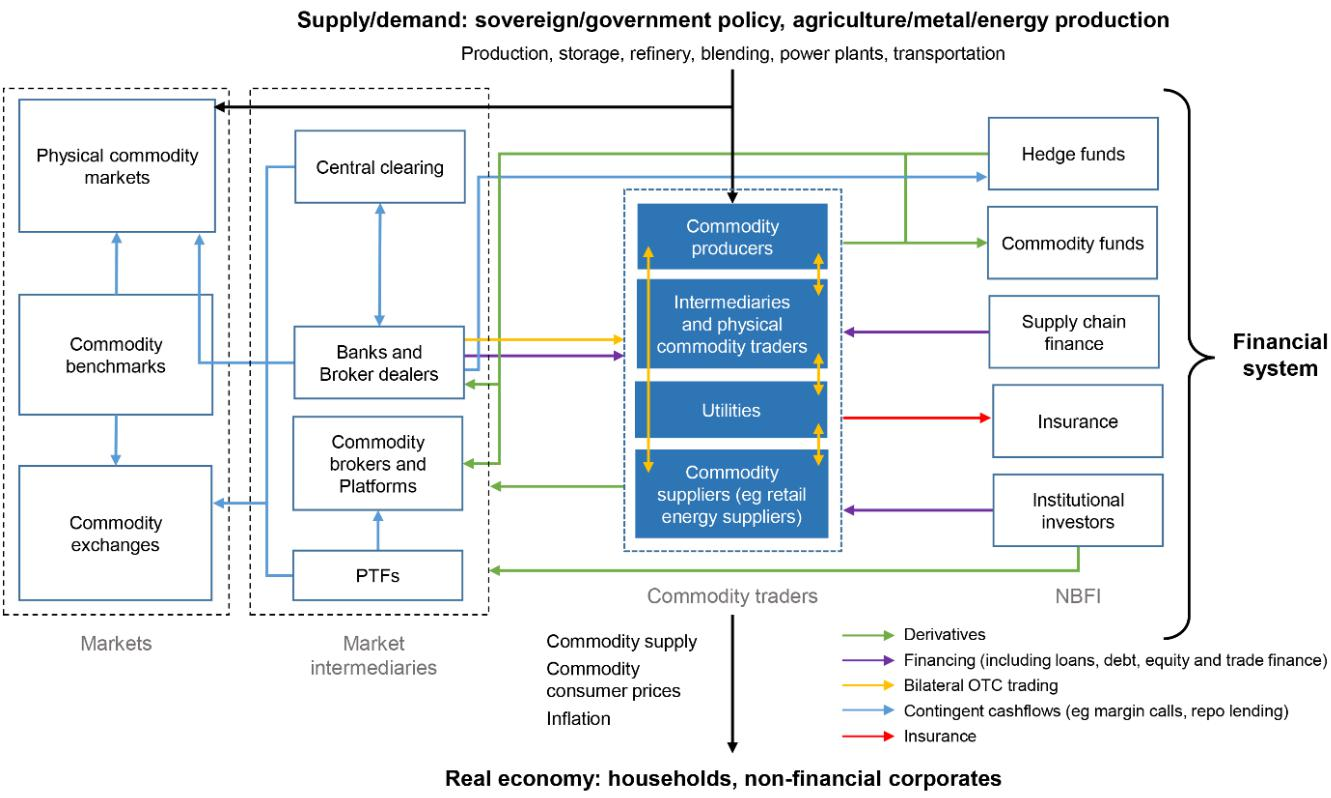 Supply/demand: sovereign/government policy, agriculture/metal/energy production
Production, storage, refinery, blending, power plants, transportation
Physical commodity
markets
Commodity
benchmarks
Commodity
exchanges
Markets
Central clearing
Banks and
Broker dealers
Commodity
brokers and
Platforms
PTFs
Market
intermediaries
Commodity
producers
Intermediaries
and physical
commodity traders
Utilities
Commodity
suppliers (eg retail
energy suppliers)
Commodity traders
Hedge funds
Commodity funds
Supply chain
finance
Insurance
Institutional
investors
NBFI
Financial
system
Commodity supply
Commodity
consumer prices
Inflation
Derivatives
Financing (including loans, debt, equity and trade finance)
Bilateral OTC trading
Contingent cashflows (eg margin calls, repo lending)
Insurance
Real economy: households, non-financial corporates